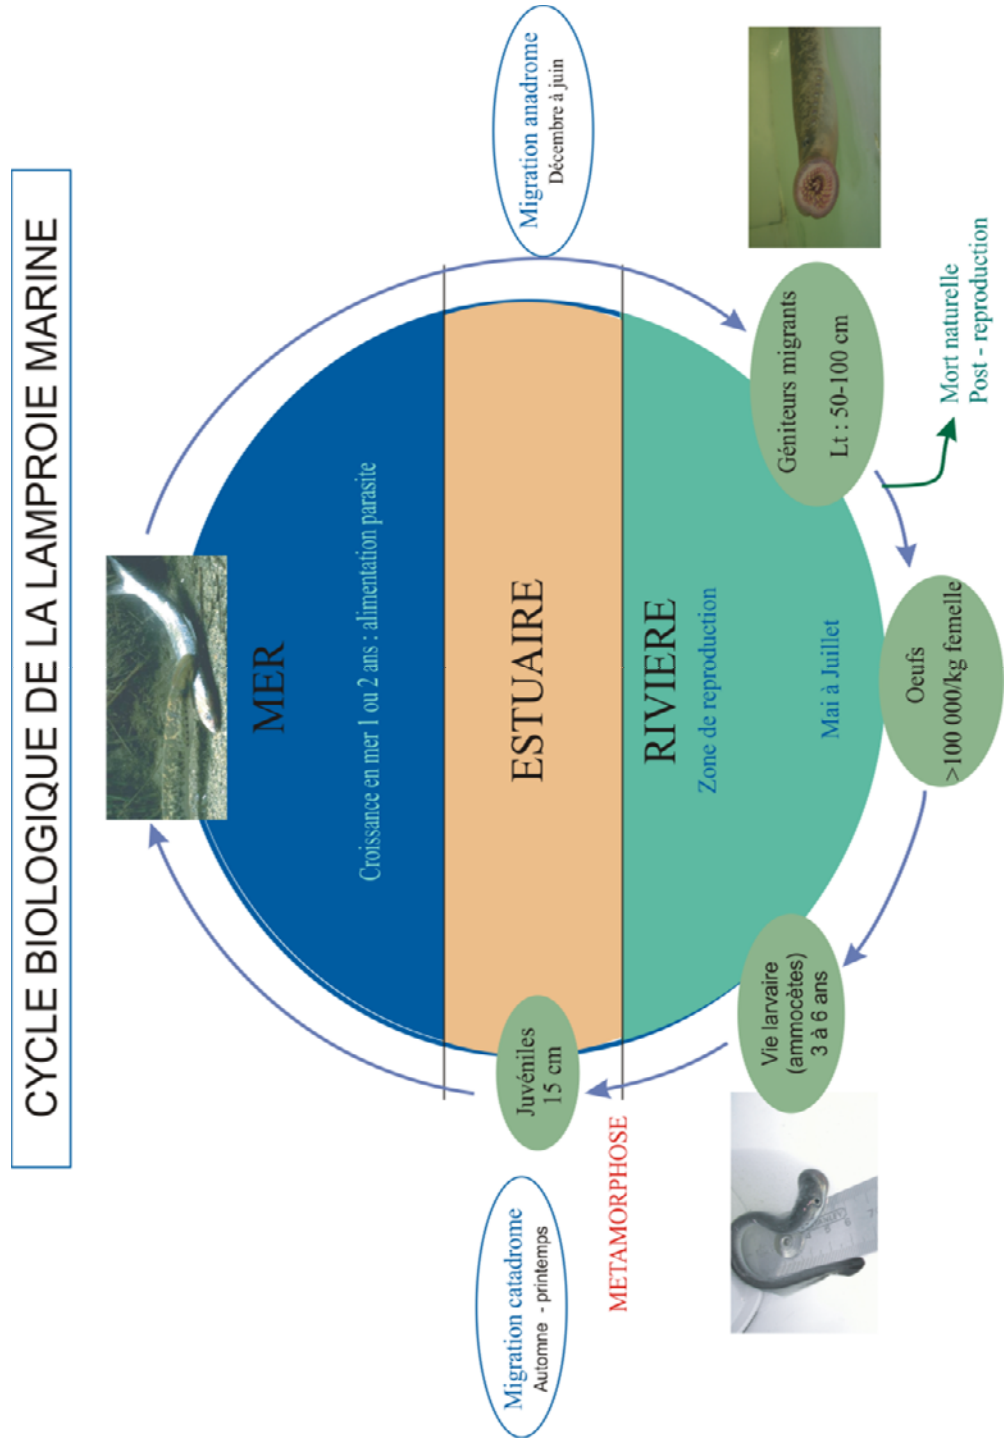 CYCLE BIOLOGIQUE DE LA LAMPROIE MARINE
MER
Croissance en mer 1 ou 2 ans : alimentation parasite
Migration catadrome
Automne - printemps
Juvéniles
15 cm
ESTUAIRE
Migration anadrome
Décembre à juin
METAMORPHOSE
RIVIERE
Zone de reproduction
Mai à Juillet
Vie larvaire
(ammocètes)
3 à 6 ans
Géniteurs migrants
Lt : 50-100 cm
Oeufs
>100 000/kg femelle
Mort naturelle
Post - reproduction